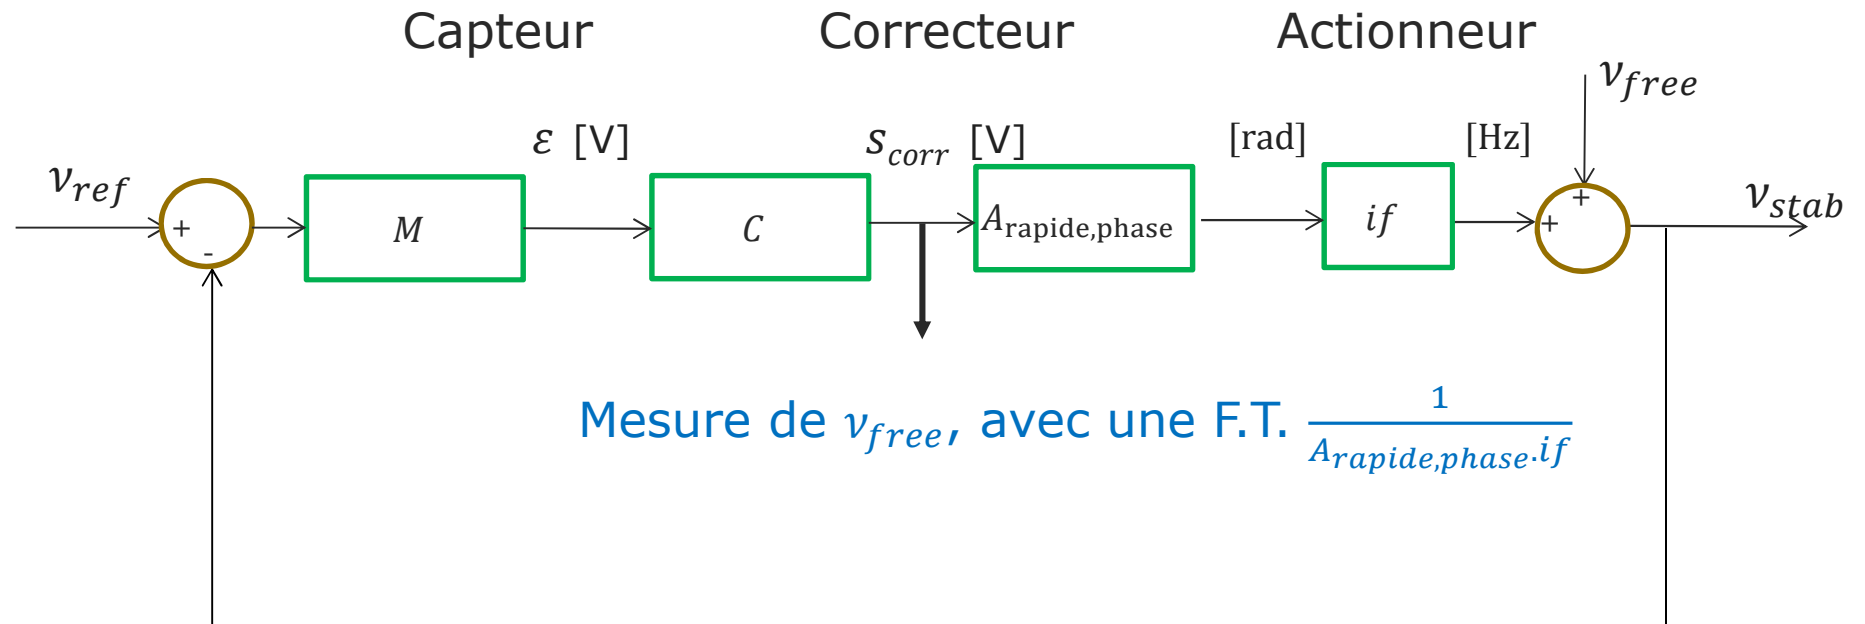 Capteur Correcteur Actionneur
ν_free
ε [V] s_corr [V] [rad] [Hz]
ν_ref + - M C A_rapide,phase if + + ν_stab
Mesure de ν_free, avec une F.T. 1/(A_rapide,phase.if)